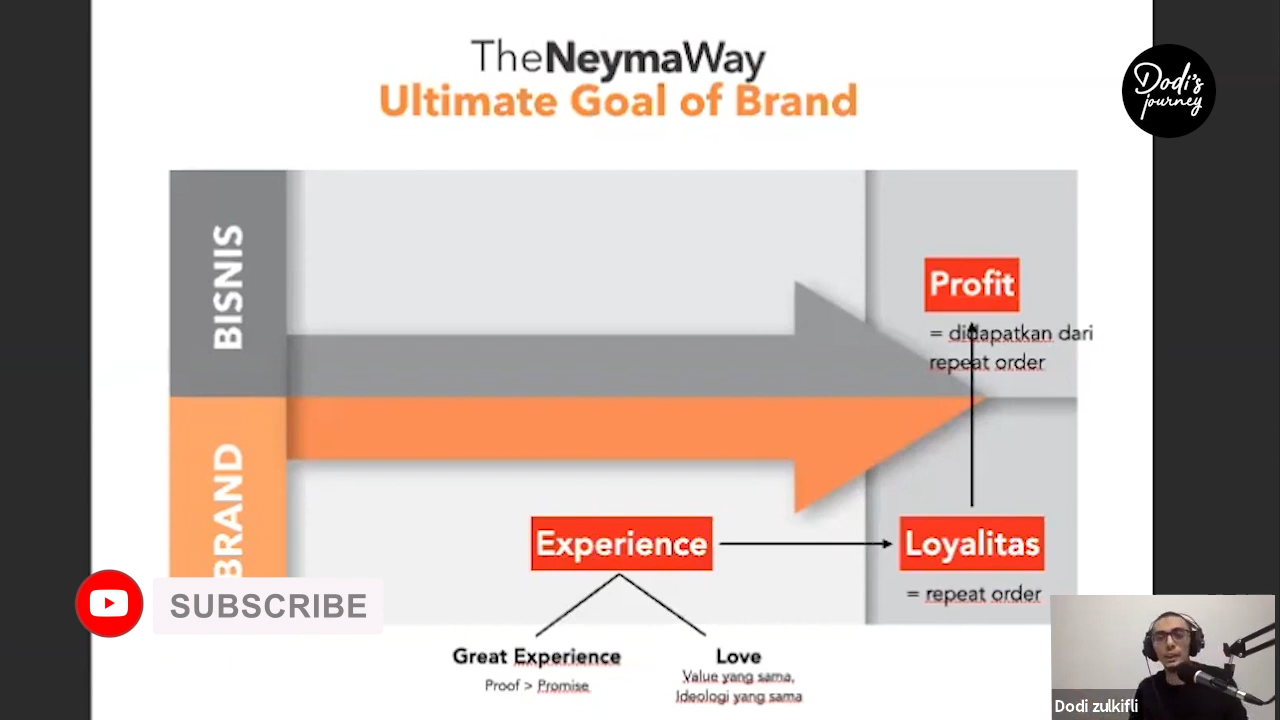 TheNeymaWay
Ultimate Goal of Brand
Dodi's
journey
BISNIS
Profit
= didapatkan dari
repeat order
BRAND
Experience
Loyalitas
= repeat order
SUBSCRIBE
Great Experience
Love
Proof > Promise
Value yang sama,
Ideologi yang sama
Dodi zulkifli